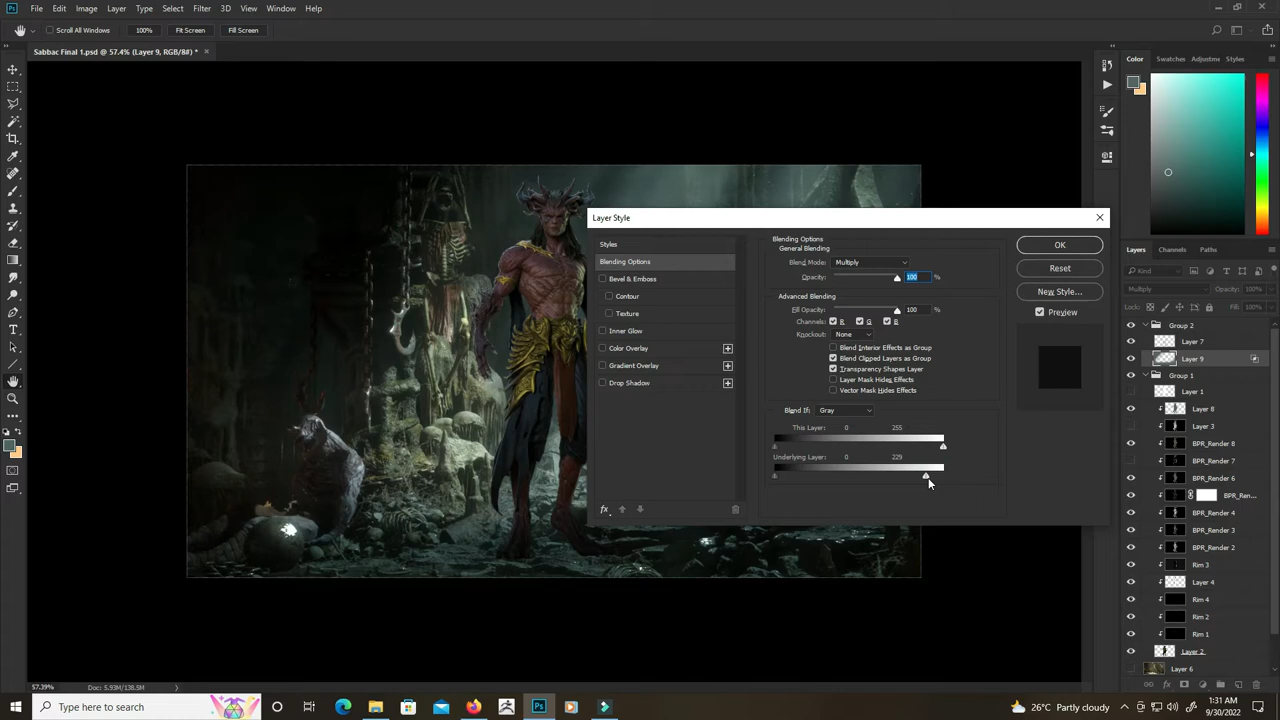 Ps File Edit Image Layer Type Select Filter 3D View Window Help
Scroll All Windows 100% Fit Screen Fill Screen
Sabbac Final 1.psd @ 57.4% (Layer 9, RGB/8#) * ×
Color Swatches Adjustme Styles
Layer Style
Styles
Blending Options
Bevel & Emboss
Contour
Texture
Inner Glow
Color Overlay
Gradient Overlay
Drop Shadow
fx
Blending Options
General Blending
Blend Mode: Multiply
Opacity: 100 %
Advanced Blending
Fill Opacity: 100 %
Channels: R G B
Knockout: None
Blend Interior Effects as Group
Blend Clipped Layers as Group
Transparency Shapes Layer
Layer Mask Hides Effects
Vector Mask Hides Effects
Blend If: Gray
This Layer: 0 255
Underlying Layer: 0 229
OK
Reset
New Style...
Preview
Layers Channels Paths
Kind
Multiply Opacity: 100%
Lock: Fill: 100%
Group 2
Layer 7
Layer 9
Group 1
Layer 1
Layer 8
Layer 3
BPR_Render 8
BPR_Render 7
BPR_Render 6
BPR_Ren...
BPR_Render 4
BPR_Render 3
BPR_Render 2
Rim 3
Layer 4
Rim 4
Rim 2
Rim 1
Layer 2
Layer 6
57.39% Doc: 5.93M/138.5M
Type here to search
Ps
26°C Partly cloudy
1:31 AM
9/30/2022